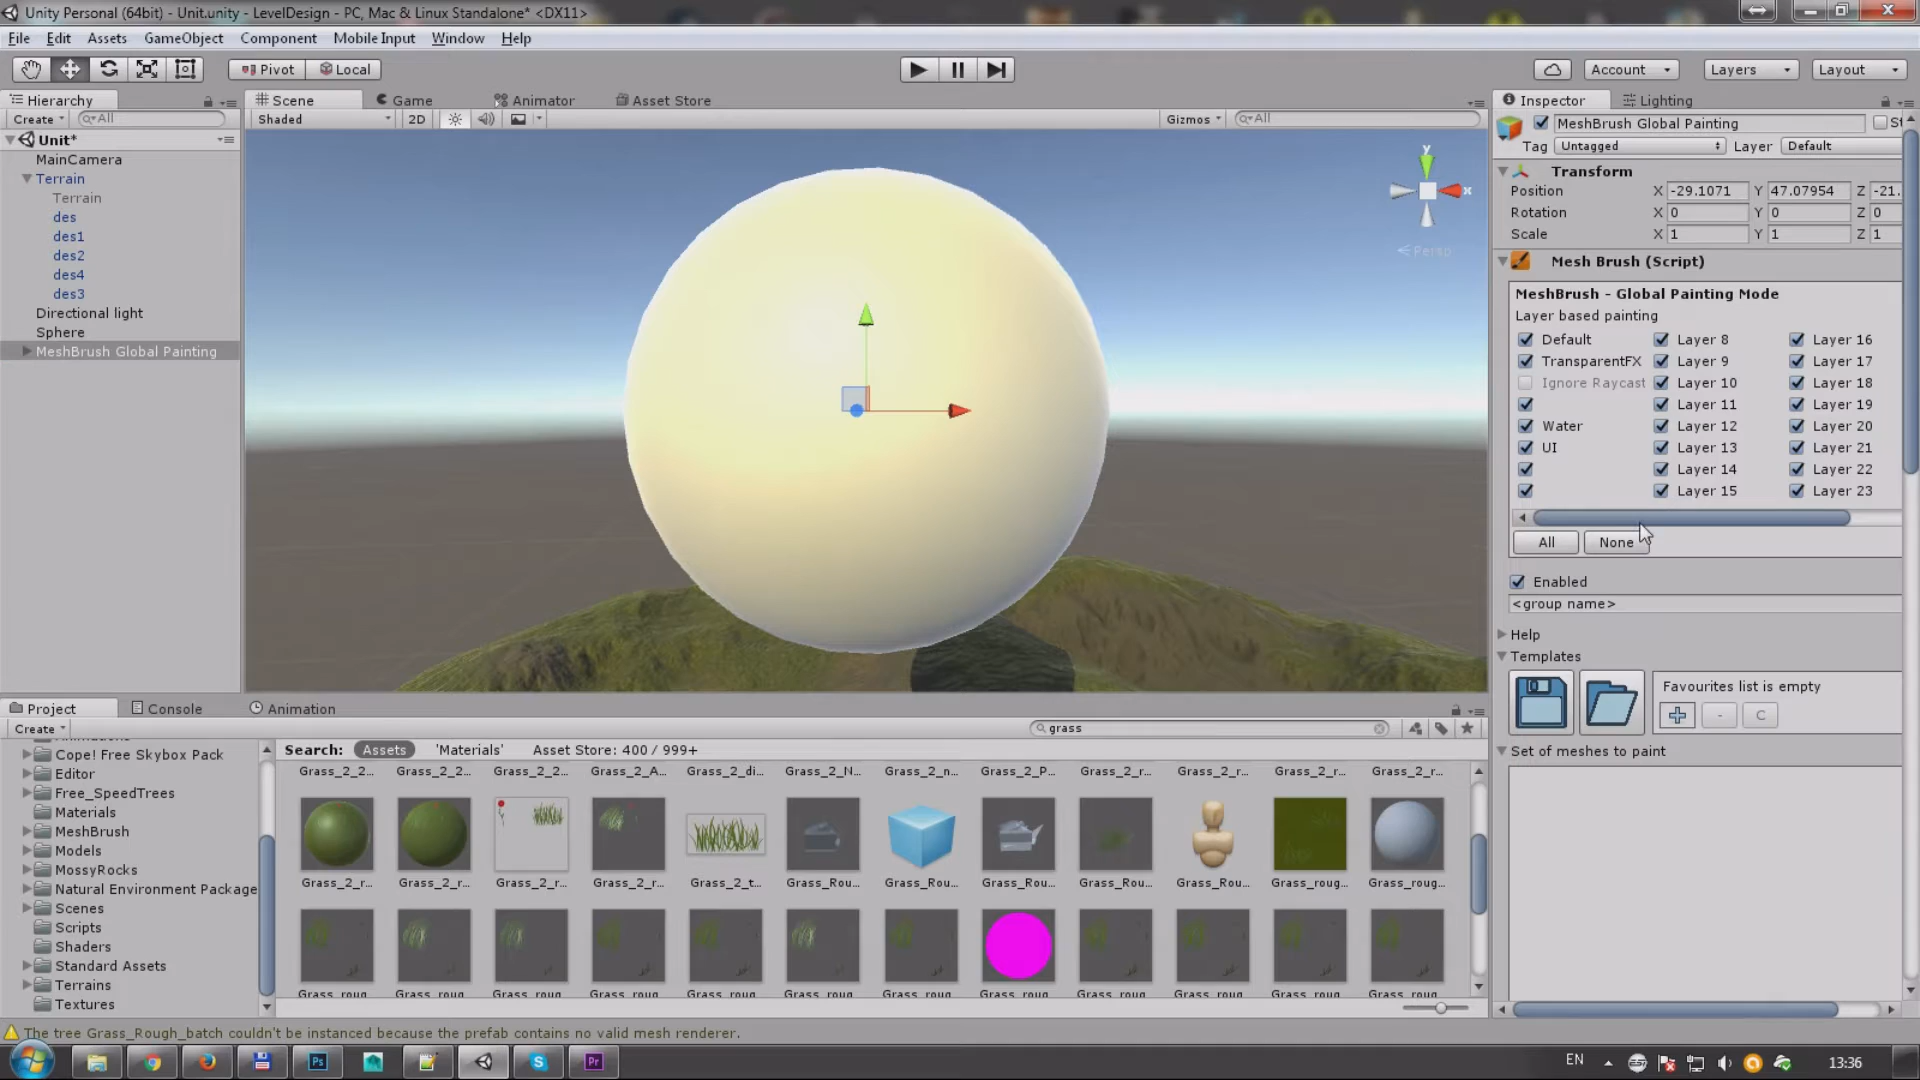 Unity Personal (64bit) - Unit.unity - LevelDesign - PC, Mac & Linux Standalone* <DX11>
File Edit Assets GameObject Component Mobile Input Window Help
Pivot Local Account Layers Layout
Hierarchy
Create All
Unit*
MainCamera
Terrain
Terrain
des
des1
des2
des4
des3
Directional light
Sphere
MeshBrush Global Painting
Scene Game Animator Asset Store
Shaded 2D Gizmos All
y
x
Persp
Inspector Lighting
MeshBrush Global Painting St
Tag Untagged Layer Default
Transform
Position X -29.1071 Y 47.07954 Z -21.
Rotation X 0 Y 0 Z 0
Scale X 1 Y 1 Z 1
Mesh Brush (Script)
MeshBrush - Global Painting Mode
Layer based painting
Default Layer 8 Layer 16
TransparentFX Layer 9 Layer 17
Ignore Raycast Layer 10 Layer 18
Layer 11 Layer 19
Water Layer 12 Layer 20
UI Layer 13 Layer 21
Layer 14 Layer 22
Layer 15 Layer 23
All None
Enabled
<group name>
Help
Templates
Favourites list is empty
+ - C
Set of meshes to paint
Project Console Animation
Create grass
Cope! Free Skybox Pack
Editor
Free_SpeedTrees
Materials
MeshBrush
Models
MossyRocks
Natural Environment Package
Scenes
Scripts
Shaders
Standard Assets
Terrains
Textures
Search: Assets 'Materials' Asset Store: 400 / 999+
Grass_2_2... Grass_2_2... Grass_2_2... Grass_2_A... Grass_2_di... Grass_2_N... Grass_2_n... Grass_2_P... Grass_2_r... Grass_2_r... Grass_2_r... Grass_2_r...
Grass_2_r... Grass_2_r... Grass_2_r... Grass_2_r... Grass_2_t... Grass_Rou... Grass_Rou... Grass_Rou... Grass_Rou... Grass_Rou... Grass_roug... Grass_roug...
Grass_roug Grass_roug Grass_roug Grass_roug Grass_roug Grass_roug Grass_roug Grass_roug Grass_roug Grass_roug Grass_roug Grass_roug
The tree Grass_Rough_batch couldn't be instanced because the prefab contains no valid mesh renderer.
Ps Pr EN 13:36